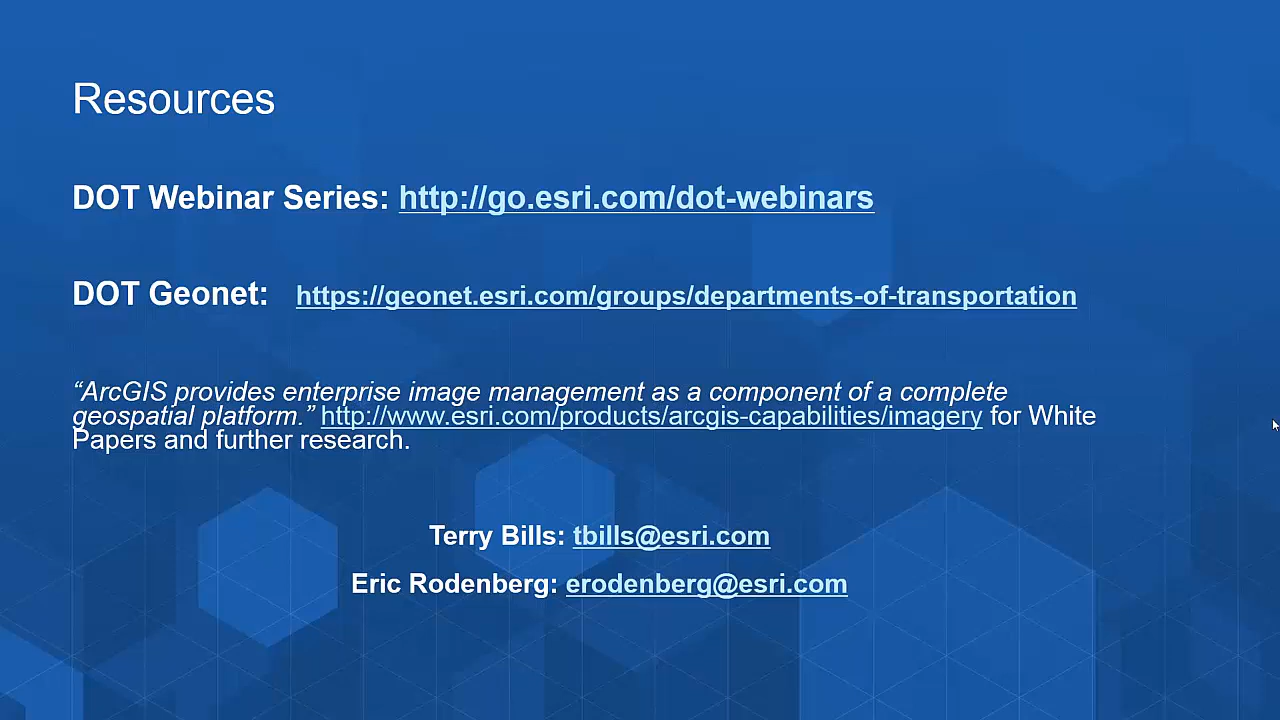 Resources
DOT Webinar Series: http://go.esri.com/dot-webinars
DOT Geonet: https://geonet.esri.com/groups/departments-of-transportation
“ArcGIS provides enterprise image management as a component of a complete
geospatial platform.” http://www.esri.com/products/arcgis-capabilities/imagery for White
Papers and further research.
Terry Bills: tbills@esri.com
Eric Rodenberg: erodenberg@esri.com